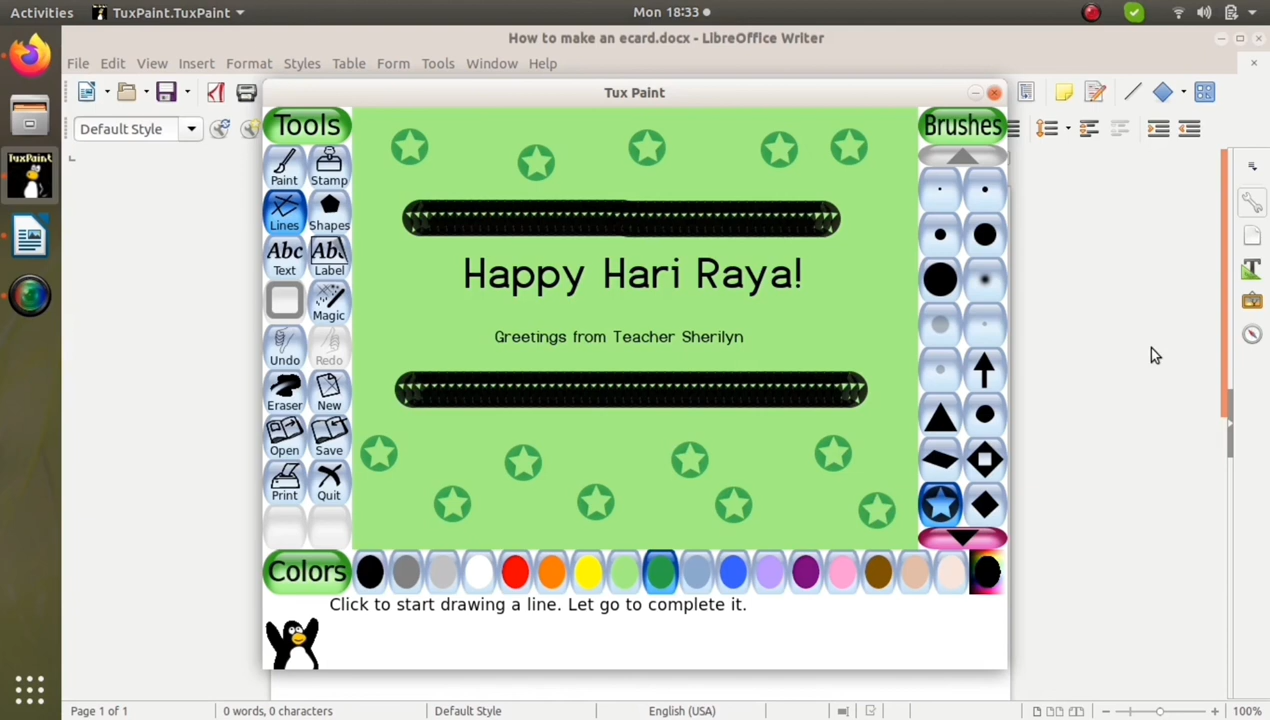 Activities
TuxPaint.TuxPaint
Mon 18:33
How to make an ecard.docx - LibreOffice Writer
File Edit View Insert Format Styles Table Form Tools Window Help
Default Style
Tux Paint
Tools
Brushes
Paint Stamp
Lines Shapes
Abc Abc
Text Label
Magic
Undo Redo
Eraser New
Open Save
Print Quit
TUXPAINT
Happy Hari Raya!
Greetings from Teacher Sherilyn
Colors
Click to start drawing a line. Let go to complete it.
Page 1 of 1 0 words, 0 characters Default Style English (USA) 100%